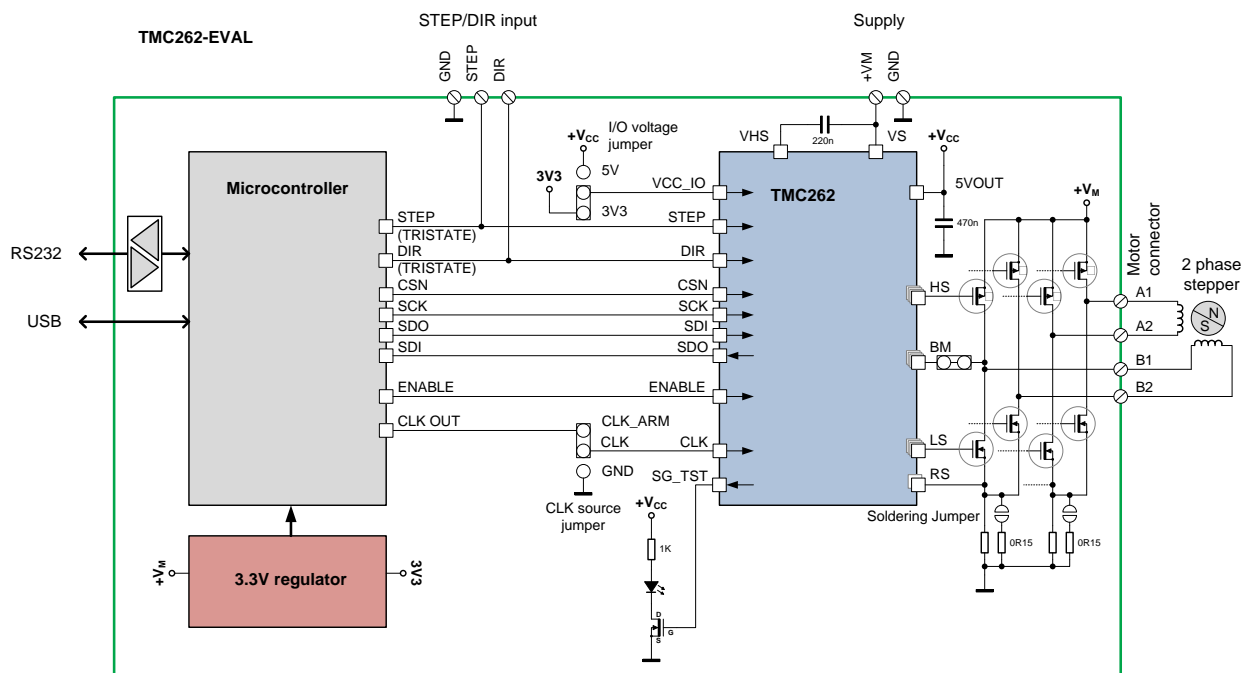 STEP/DIR input
Supply
TMC262-EVAL
GND
STEP
DIR
+VM
GND
I/O voltage
jumper
+VCC
5V
3V3
3V3
VHS
220n
VS
+VCC
Microcontroller
TMC262
VCC_IO
5VOUT
470n
+VM
Motor
connector
2 phase
stepper
RS232
USB
STEP
(TRISTATE)
STEP
DIR
(TRISTATE)
DIR
CSN
CSN
SCK
SCK
SDO
SDI
SDI
SDO
ENABLE
ENABLE
CLK OUT
CLK_ARM
CLK
CLK
GND
CLK source
jumper
SG_TST
HS
BM
LS
RS
A1
A2
B1
B2
N
S
Soldering Jumper
0R15
0R15
+VCC
1K
D
G
S
+VM
3.3V regulator
3V3